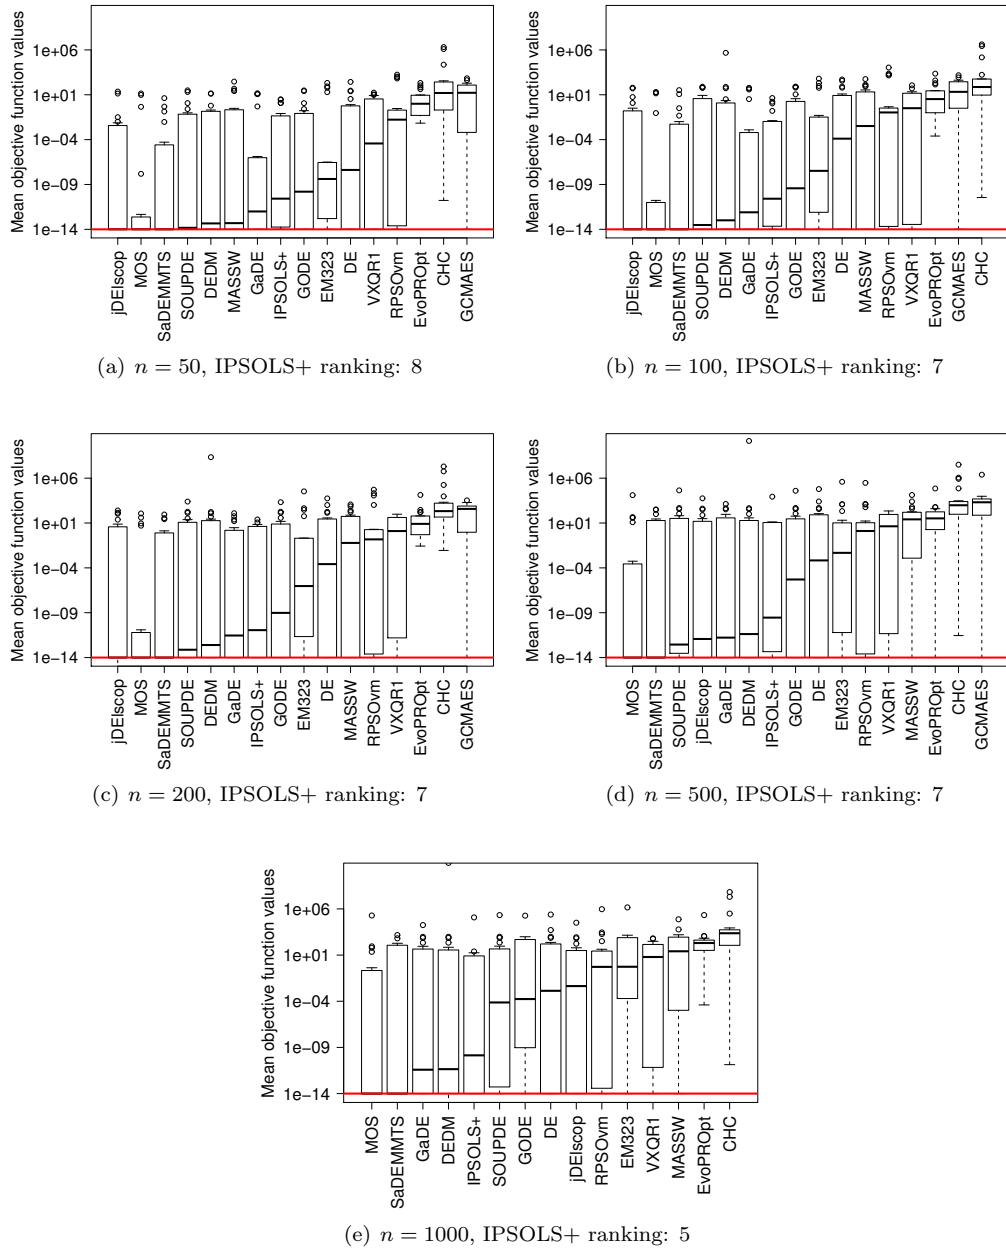 Mean objective function values
1e+06
1e+01
1e−04
1e−09
1e−14
jDElscop
MOS
SaDEMMTS
SOUPDE
DEDM
MASSW
GaDE
IPSOLS+
GODE
EM323
DE
VXQR1
RPSOvm
EvoPROpt
CHC
GCMAES
(a) n = 50, IPSOLS+ ranking: 8
Mean objective function values
1e+06
1e+01
1e−04
1e−09
1e−14
jDElscop
MOS
SaDEMMTS
SOUPDE
DEDM
GaDE
IPSOLS+
GODE
EM323
DE
MASSW
RPSOvm
VXQR1
EvoPROpt
GCMAES
CHC
(b) n = 100, IPSOLS+ ranking: 7
Mean objective function values
1e+06
1e+01
1e−04
1e−09
1e−14
jDElscop
MOS
SaDEMMTS
SOUPDE
DEDM
GaDE
IPSOLS+
GODE
EM323
DE
MASSW
RPSOvm
VXQR1
EvoPROpt
CHC
GCMAES
(c) n = 200, IPSOLS+ ranking: 7
Mean objective function values
1e+06
1e+01
1e−04
1e−09
1e−14
MOS
SaDEMMTS
SOUPDE
jDElscop
GaDE
DEDM
IPSOLS+
GODE
DE
EM323
RPSOvm
VXQR1
MASSW
EvoPROpt
CHC
GCMAES
(d) n = 500, IPSOLS+ ranking: 7
Mean objective function values
1e+06
1e+01
1e−04
1e−09
1e−14
MOS
SaDEMMTS
GaDE
DEDM
IPSOLS+
SOUPDE
GODE
DE
jDElscop
RPSOvm
EM323
VXQR1
MASSW
EvoPROpt
CHC
(e) n = 1000, IPSOLS+ ranking: 5